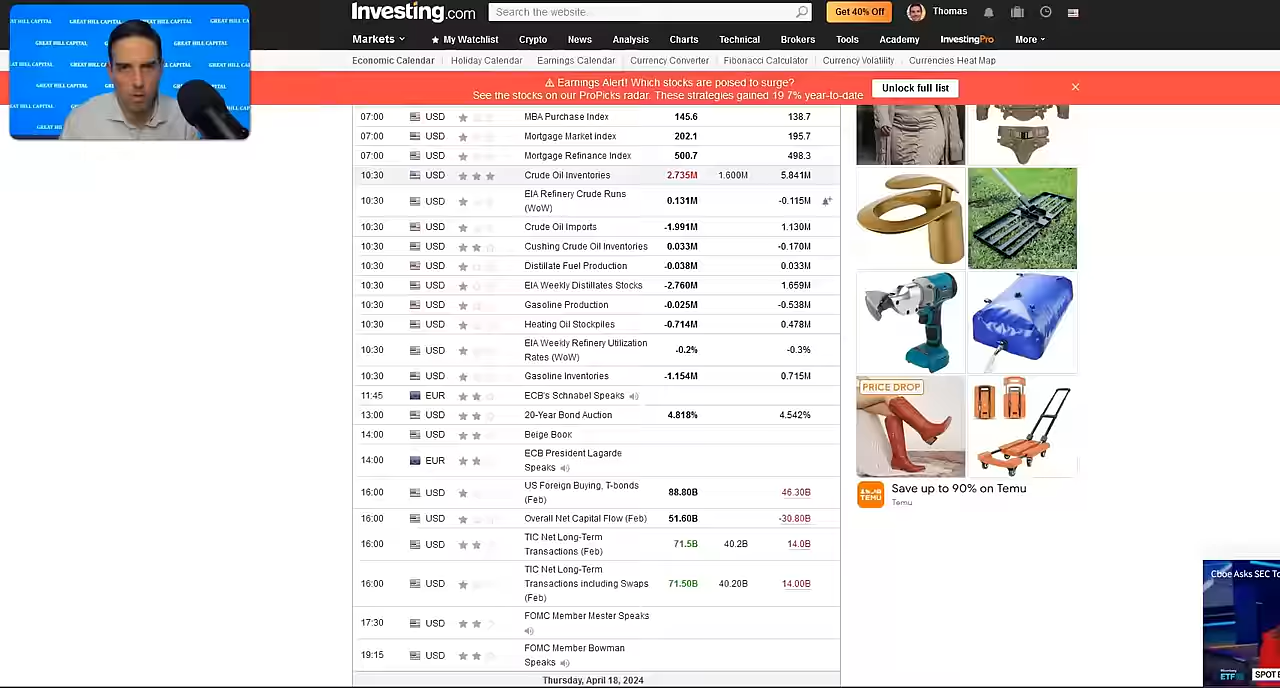 Investing.com
Search the website...
Get 40% Off
Thomas
Markets
My Watchlist
Crypto
News
Analysis
Charts
Technical
Brokers
Tools
Academy
InvestingPro
More
Economic Calendar
Holiday Calendar
Earnings Calendar
Currency Converter
Fibonacci Calculator
Currency Volatility
Currencies Heat Map
Earnings Alert! Which stocks are poised to surge?
See the stocks on our ProPicks radar. These strategies gained 19.7% year-to-date
Unlock full list
GREAT HILL CAPITAL
07:00 USD MBA Purchase Index 145.6 138.7
07:00 USD Mortgage Market Index 202.1 195.7
07:00 USD Mortgage Refinance Index 500.7 498.3
10:30 USD Crude Oil Inventories 2.735M 1.600M 5.841M
10:30 USD EIA Refinery Crude Runs
(WoW) 0.131M -0.115M
10:30 USD Crude Oil Imports -1.991M 1.130M
10:30 USD Cushing Crude Oil Inventories 0.033M -0.170M
10:30 USD Distillate Fuel Production -0.038M 0.033M
10:30 USD EIA Weekly Distillates Stocks -2.760M 1.659M
10:30 USD Gasoline Production -0.025M -0.538M
10:30 USD Heating Oil Stockpiles -0.714M 0.478M
10:30 USD EIA Weekly Refinery Utilization
Rates (WoW) -0.2% -0.3%
10:30 USD Gasoline Inventories -1.154M 0.715M
11:45 EUR ECB's Schnabel Speaks
13:00 USD 20-Year Bond Auction 4.818% 4.542%
14:00 USD Beige Book
14:00 EUR ECB President Lagarde
Speaks
16:00 USD US Foreign Buying, T-bonds
(Feb) 88.80B 46.30B
16:00 USD Overall Net Capital Flow (Feb) 51.60B -30.80B
16:00 USD TIC Net Long-Term
Transactions (Feb) 71.5B 40.2B 14.0B
16:00 USD TIC Net Long-Term
Transactions including Swaps
(Feb) 71.50B 40.20B 14.00B
17:30 USD FOMC Member Mester Speaks
19:15 USD FOMC Member Bowman
Speaks
Thursday, April 18, 2024
PRICE DROP
TEMU
Save up to 90% on Temu
Temu
Cboe Asks SEC To
ETF
SPOT